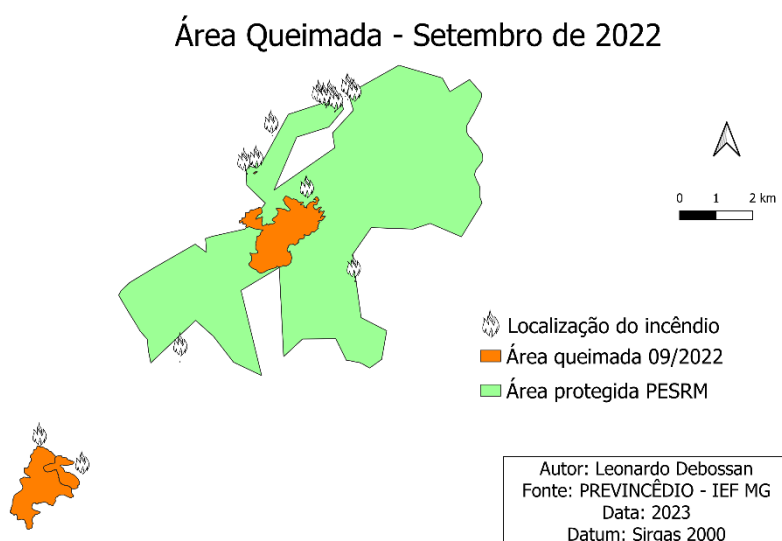 Área Queimada - Setembro de 2022
0 1 2 km
Localização do incêndio
Área queimada 09/2022
Área protegida PESRM
Autor: Leonardo Debossan
Fonte: PREVINCÊDIO - IEF MG
Data: 2023
Datum: Sirgas 2000